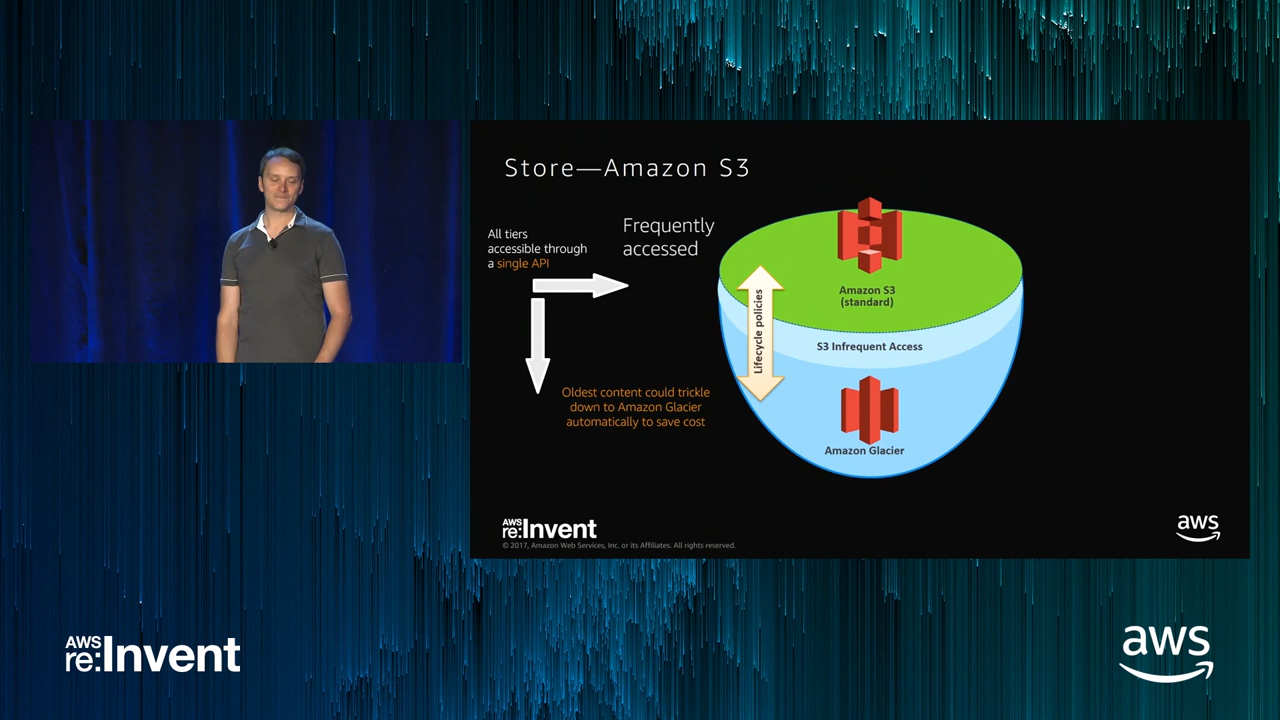 Store—Amazon S3
All tiers
accessible through
a single API
Frequently
accessed
Amazon S3
(standard)
Lifecycle policies
S3 Infrequent Access
Oldest content could trickle
down to Amazon Glacier
automatically to save cost
Amazon Glacier
AWS
re:Invent
© 2017, Amazon Web Services, Inc. or its Affiliates. All rights reserved.
aws
AWS
re:Invent
aws